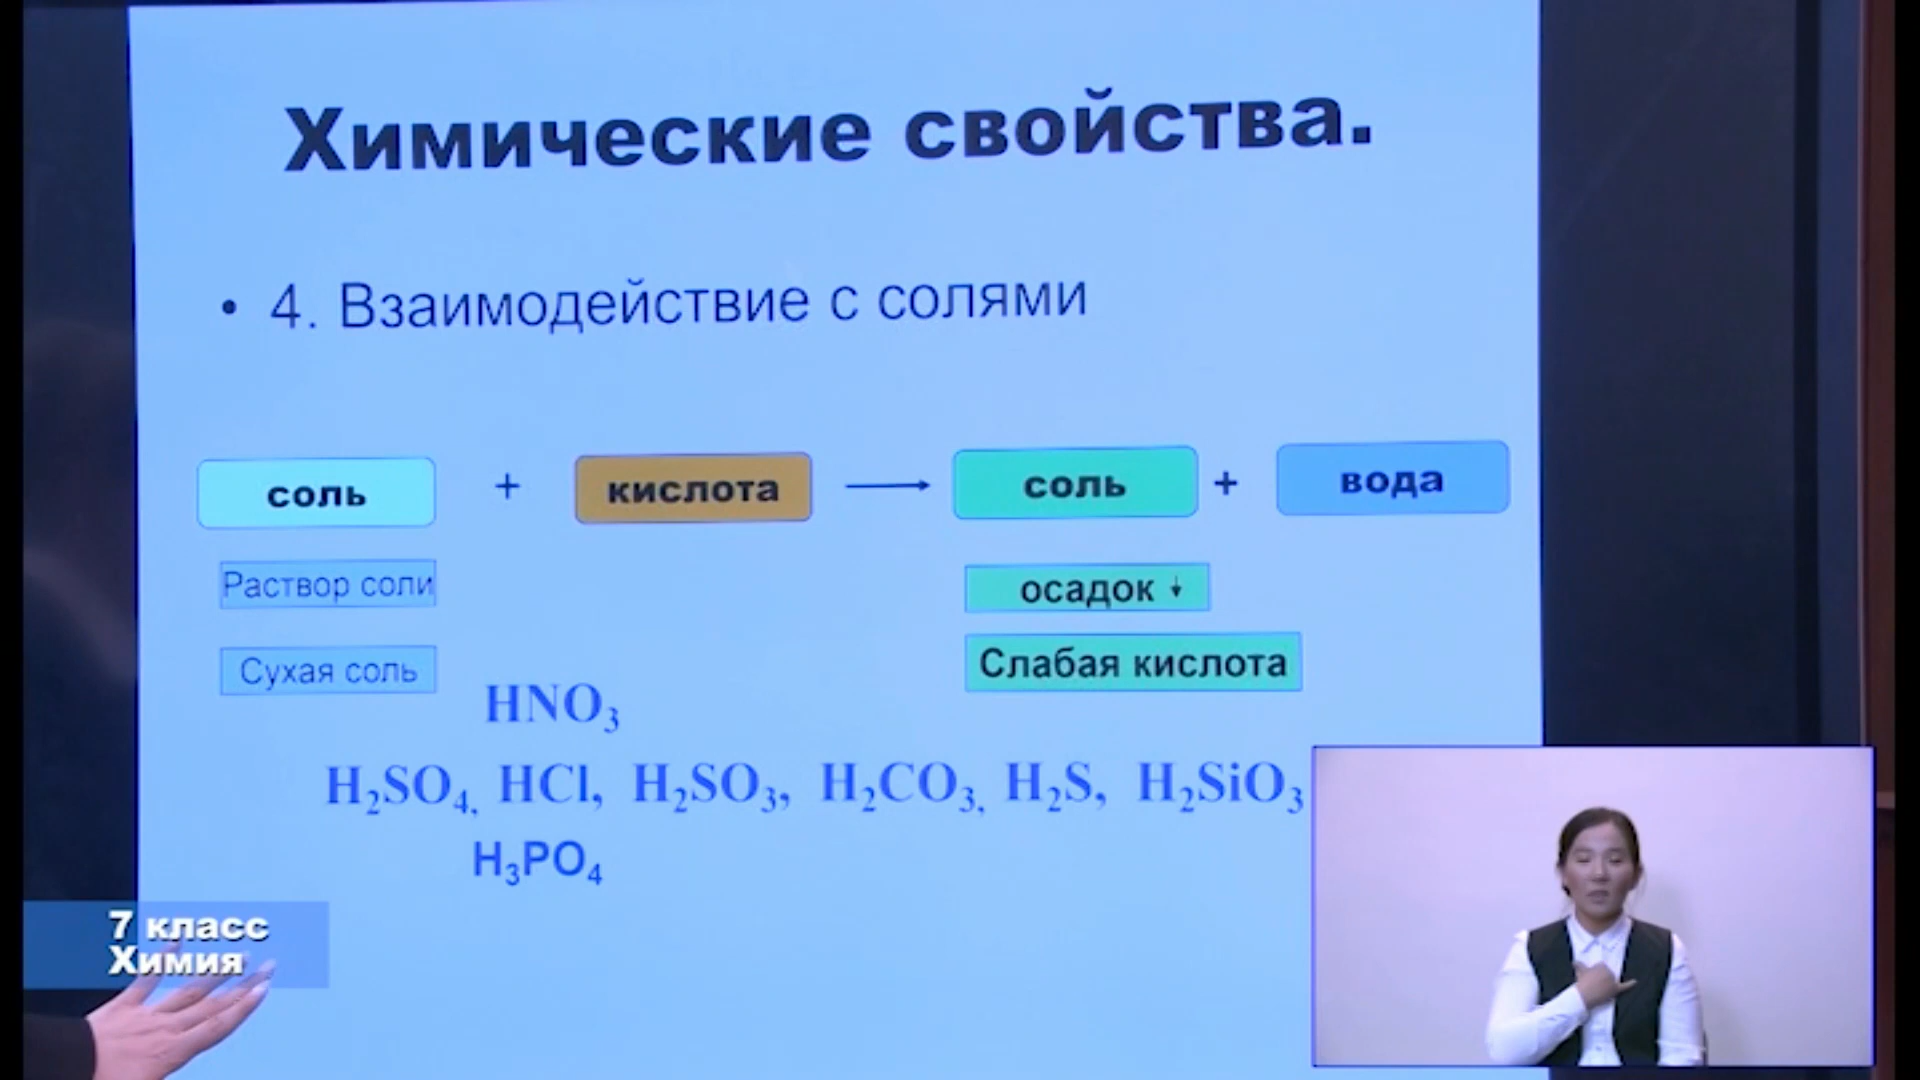 Химические свойства.
• 4. Взаимодействие с солями
соль + кислота → соль + вода
Раствор соли
осадок ↓
Сухая соль
Слабая кислота
HNO₃
H₂SO₄, HCl, H₂SO₃, H₂CO₃, H₂S, H₂SiO₃
H₃PO₄
7 класс
Химия